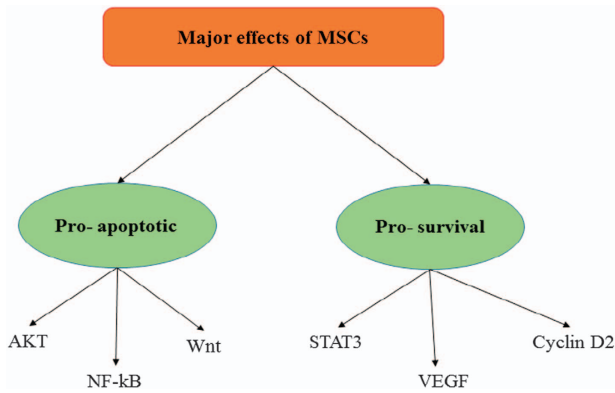 Major effects of MSCs
Pro- apoptotic
Pro- survival
AKT
NF-kB
Wnt
STAT3
VEGF
Cyclin D2